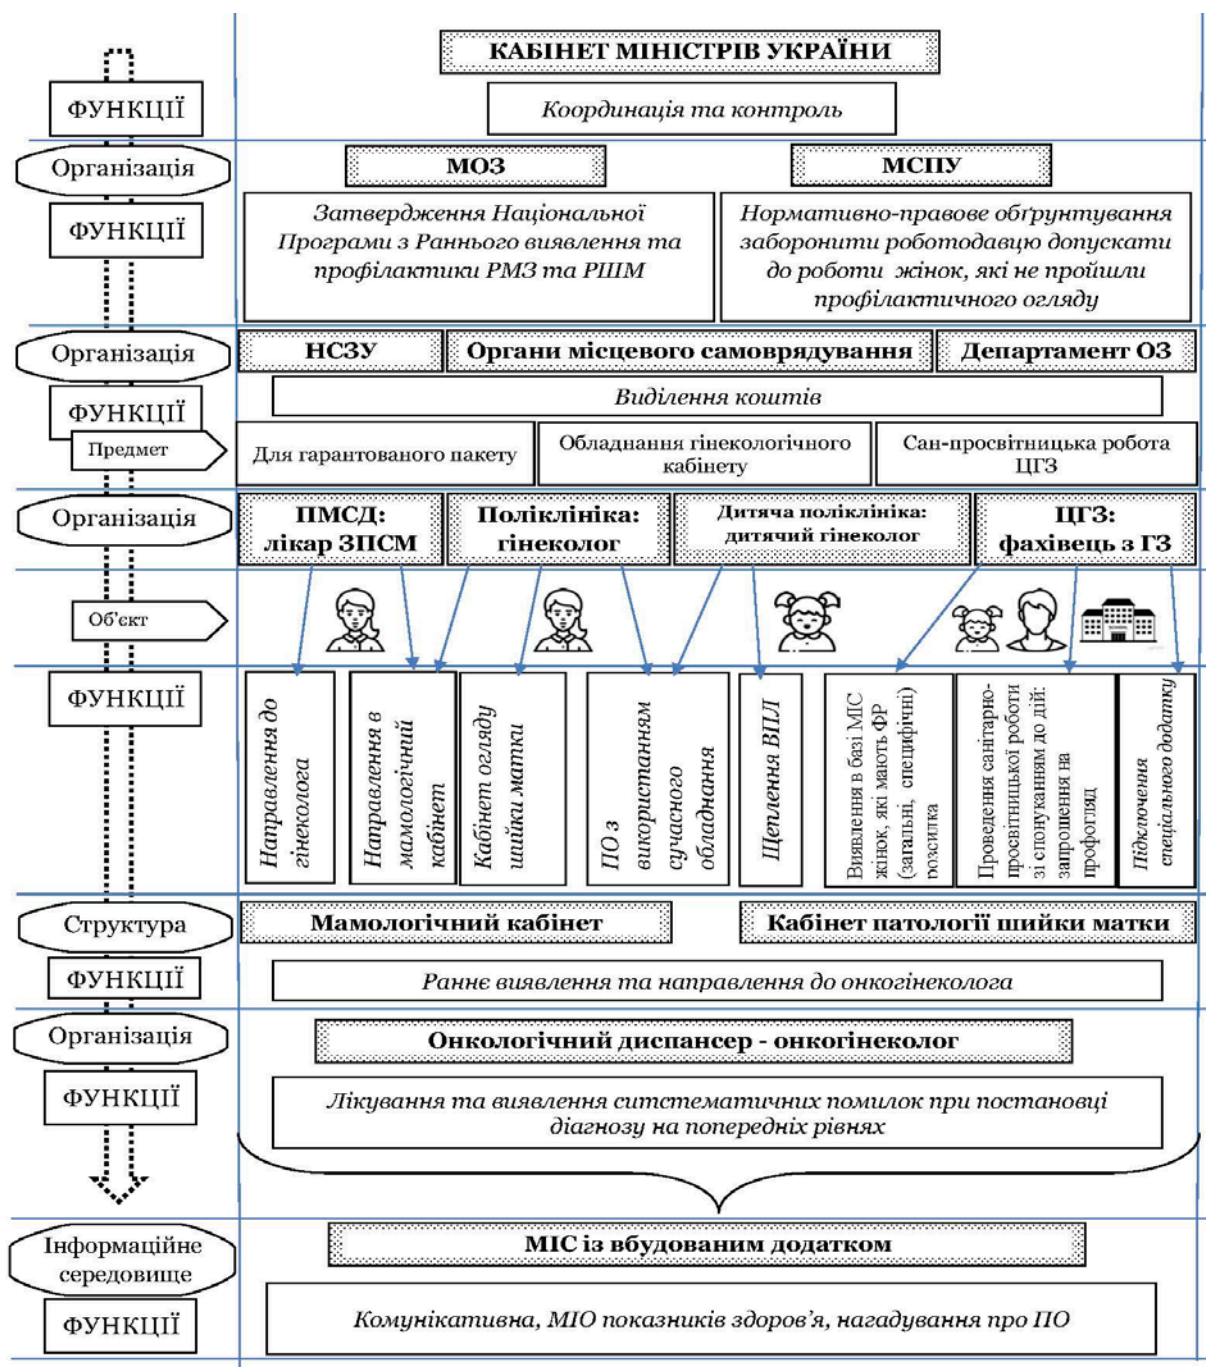 КАБІНЕТ МІНІСТРІВ УКРАЇНИ
ФУНКЦІЇ
Координація та контроль
Організація
МОЗ
МСПУ
ФУНКЦІЇ
Затвердження Національної
Програми з Раннього виявлення та
профілактики РМЗ та РШМ
Нормативно-правове обґрунтування
заборонити роботодавцю допускати
до роботи жінок, які не пройшли
профілактичного огляду
Організація
НСЗУ
Органи місцевого самоврядування
Департамент ОЗ
ФУНКЦІЇ
Виділення коштів
Предмет
Для гарантованого пакету
Обладнання гінекологічного
кабінету
Сан-просвітницька робота
ЦГЗ
Організація
ПМСД:
лікар ЗПСМ
Поліклініка:
гінеколог
Дитяча поліклініка:
дитячий гінеколог
ЦГЗ:
фахівець з ГЗ
Об'єкт
ФУНКЦІЇ
Направлення до
гінеколога
Направлення в
мамологічний
кабінет
Кабінет огляду
шийки матки
ПО з
використанням
сучасного
обладнання
Щеплення ВПЛ
Виявлення в базі МІС
жінок, які мають ФР
(загальні, специфічні)
розсилка
Проведення санітарно-
просвітницької роботи
зі спонуканням до дій:
запрошення на
профогляд
Підключення
спеціального додатку
Структура
Мамологічний кабінет
Кабінет патології шийки матки
ФУНКЦІЇ
Раннє виявлення та направлення до онкогінеколога
Організація
Онкологічний диспансер - онкогінеколог
ФУНКЦІЇ
Лікування та виявлення ситстематичних помилок при постановці
діагнозу на попередніх рівнях
Інформаційне
середовище
МІС із вбудованим додатком
ФУНКЦІЇ
Комунікативна, МІО показників здоров'я, нагадування про ПО